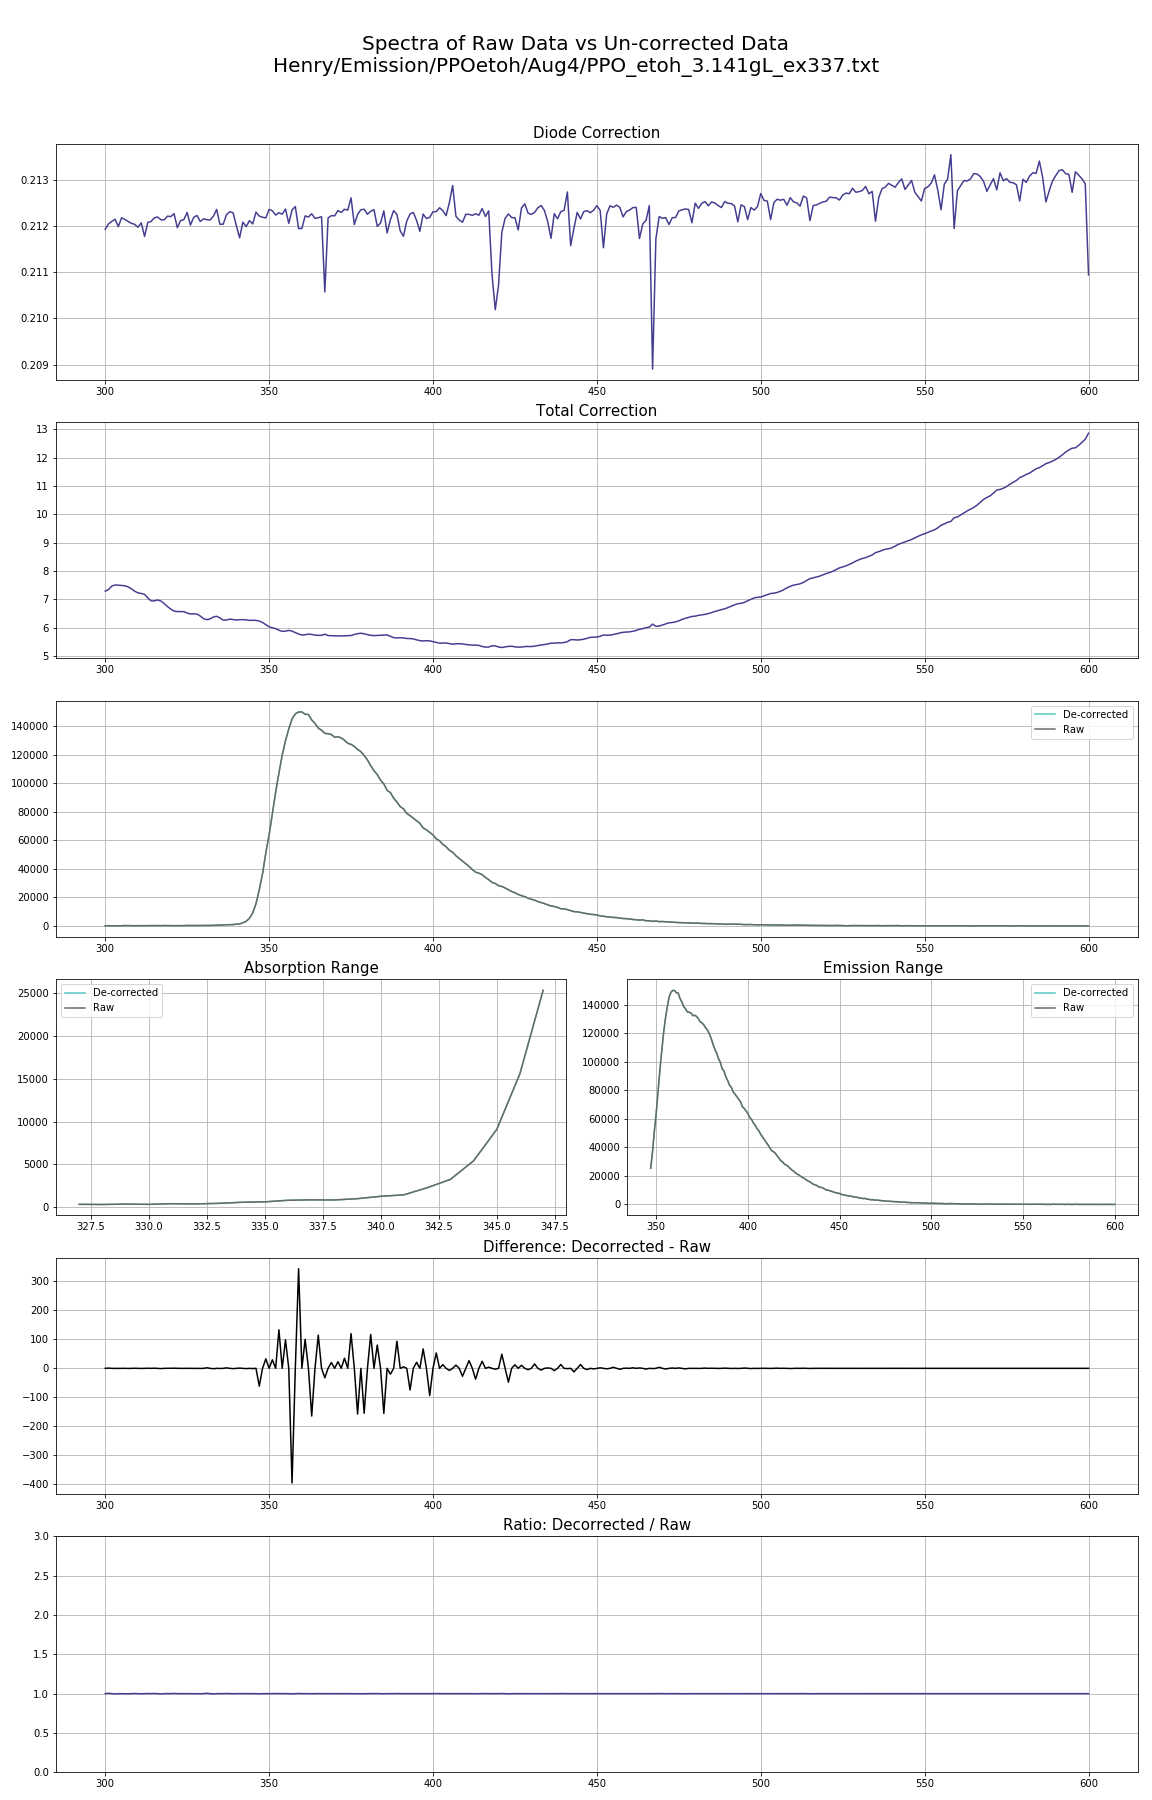 Spectra of Raw Data vs Un-corrected Data
Henry/Emission/PPOetoh/Aug4/PPO_etoh_3.141gL_ex337.txt
Diode Correction
0.213
0.212
0.211
0.210
0.209
300 350 400 450 500 550 600
Total Correction
13
12
11
10
9
8
7
6
5
300 350 400 450 500 550 600
De-corrected
Raw
140000
120000
100000
80000
60000
40000
20000
0
300 350 400 450 500 550 600
Absorption Range
De-corrected
Raw
25000
20000
15000
10000
5000
0
327.5 330.0 332.5 335.0 337.5 340.0 342.5 345.0 347.5
Emission Range
De-corrected
Raw
140000
120000
100000
80000
60000
40000
20000
0
350 400 450 500 550 600
Difference: Decorrected - Raw
300
200
100
0
−100
−200
−300
−400
300 350 400 450 500 550 600
Ratio: Decorrected / Raw
3.0
2.5
2.0
1.5
1.0
0.5
0.0
300 350 400 450 500 550 600